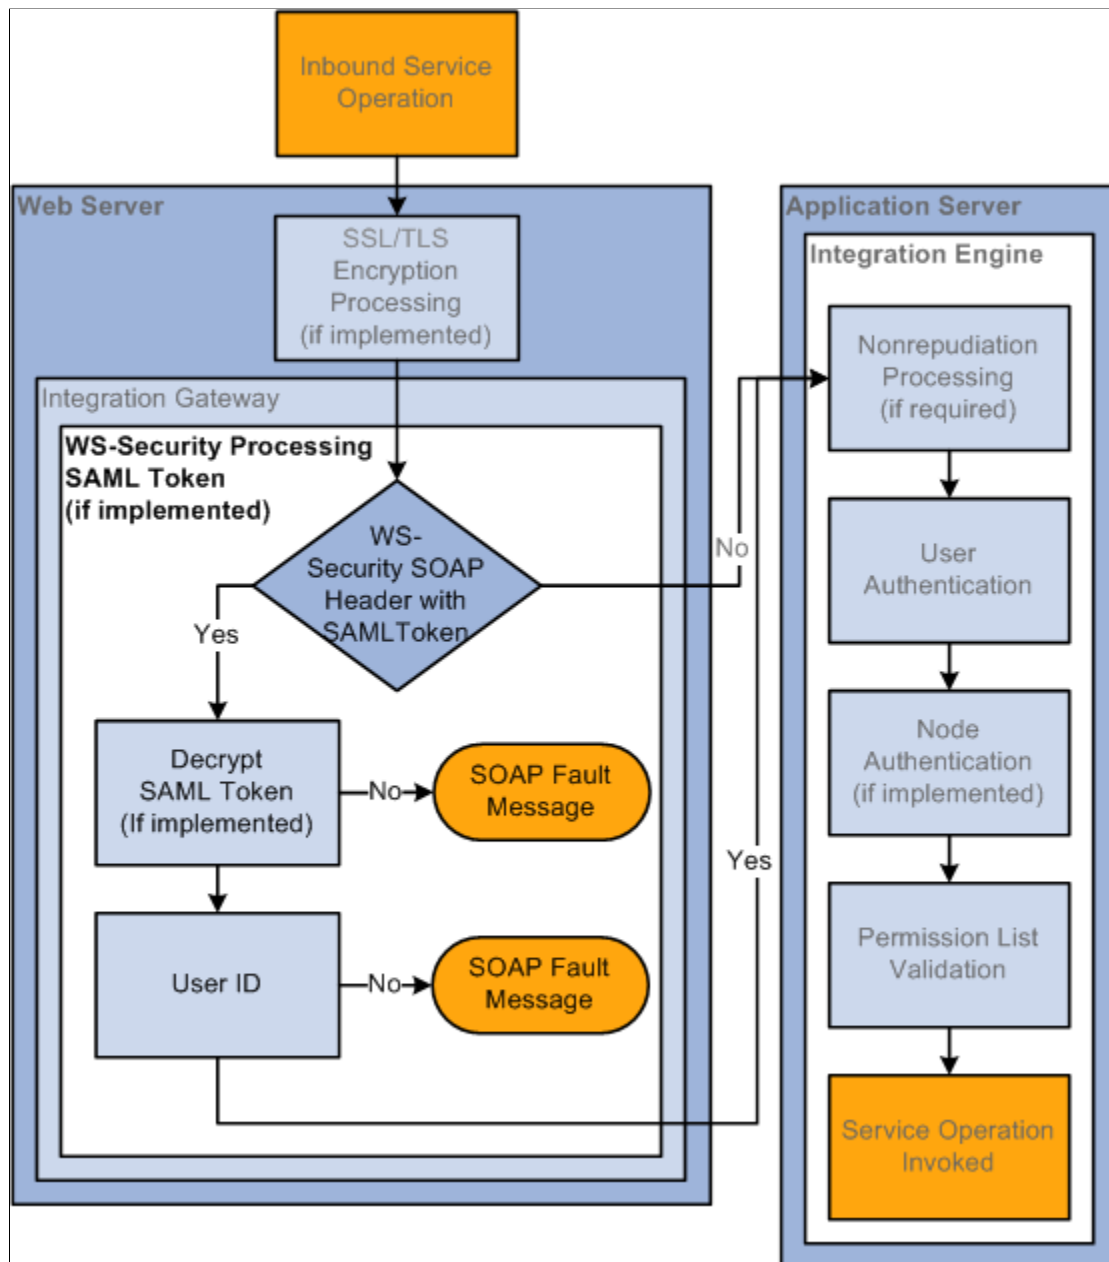 Inbound Service
Operation
Web Server
SSL/TLS
Encryption
Processing
(if implemented)
Integration Gateway
WS-Security Processing
SAML Token
(if implemented)
WS-
Security SOAP
Header with
SAMLToken
Yes
No
Decrypt
SAML Token
(If implemented)
No
SOAP Fault
Message
User ID
No
SOAP Fault
Message
Yes
Application Server
Integration Engine
Nonrepudiation
Processing
(if required)
User
Authentication
Node
Authentication
(if implemented)
Permission List
Validation
Service Operation
Invoked